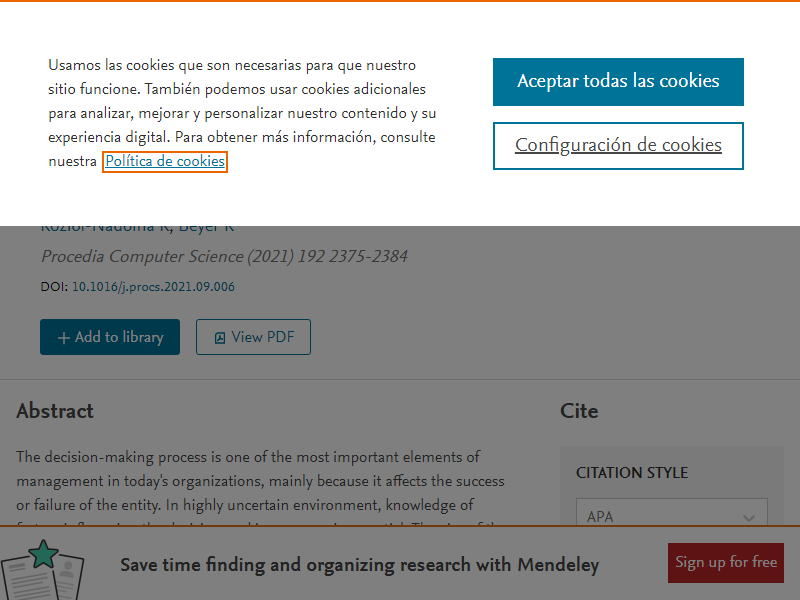 Usamos las cookies que son necesarias para que nuestro
sitio funcione. También podemos usar cookies adicionales
para analizar, mejorar y personalizar nuestro contenido y su
experiencia digital. Para obtener más información, consulte
nuestra Política de cookies
Aceptar todas las cookies
Configuración de cookies
Kozioł-Nadolna K, Beyer K
Procedia Computer Science (2021) 192 2375-2384
DOI: 10.1016/j.procs.2021.09.006
Add to library
View PDF
Abstract
The decision-making process is one of the most important elements of
management in today's organizations, mainly because it affects the success
or failure of the entity. In highly uncertain environment, knowledge of
Cite
CITATION STYLE
APA
Save time finding and organizing research with Mendeley
Sign up for free